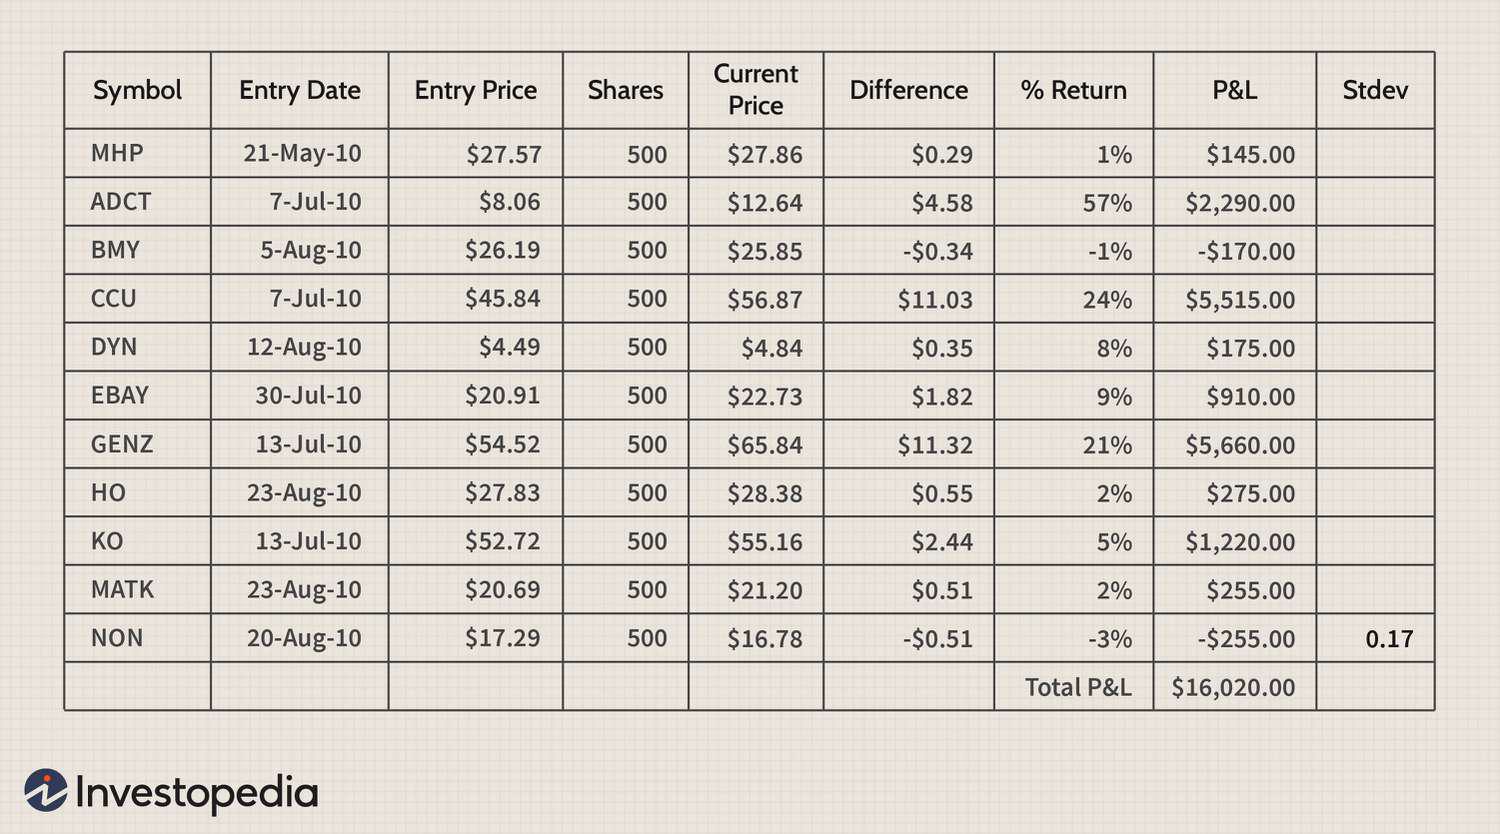 Symbol Entry Date Entry Price Shares Current Price Difference % Return P&L Stdev
MHP 21-May-10 $27.57 500 $27.86 $0.29 1% $145.00
ADCT 7-Jul-10 $8.06 500 $12.64 $4.58 57% $2,290.00
BMY 5-Aug-10 $26.19 500 $25.85 -$0.34 -1% -$170.00
CCU 7-Jul-10 $45.84 500 $56.87 $11.03 24% $5,515.00
DYN 12-Aug-10 $4.49 500 $4.84 $0.35 8% $175.00
EBAY 30-Jul-10 $20.91 500 $22.73 $1.82 9% $910.00
GENZ 13-Jul-10 $54.52 500 $65.84 $11.32 21% $5,660.00
HO 23-Aug-10 $27.83 500 $28.38 $0.55 2% $275.00
KO 13-Jul-10 $52.72 500 $55.16 $2.44 5% $1,220.00
MATK 23-Aug-10 $20.69 500 $21.20 $0.51 2% $255.00
NON 20-Aug-10 $17.29 500 $16.78 -$0.51 -3% -$255.00 0.17
Total P&L $16,020.00
Investopedia